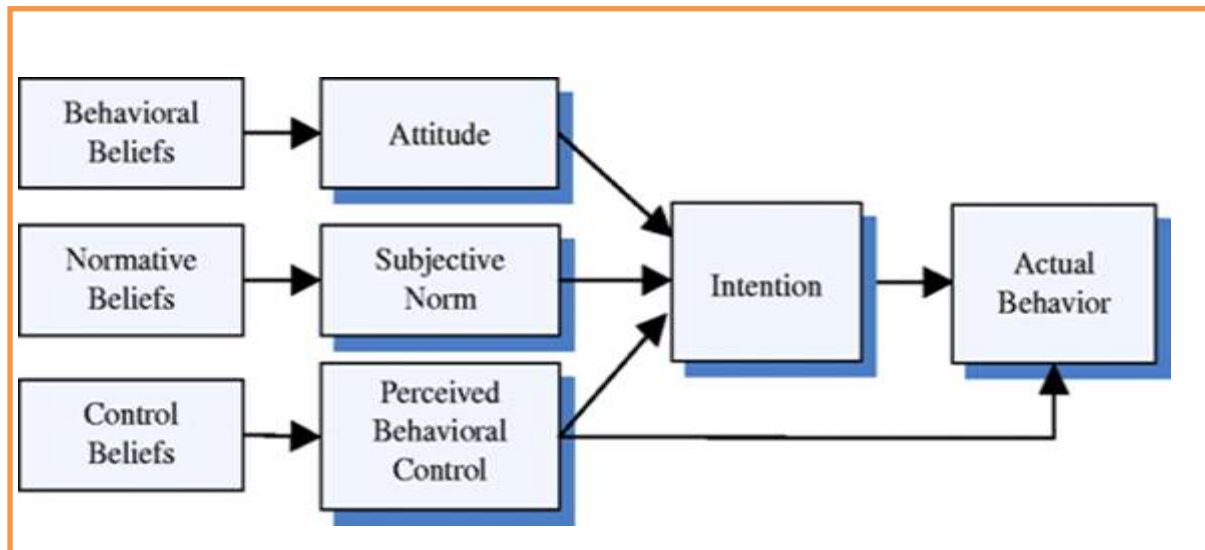 Behavioral
Beliefs
Attitude
Normative
Beliefs
Subjective
Norm
Intention
Actual
Behavior
Control
Beliefs
Perceived
Behavioral
Control